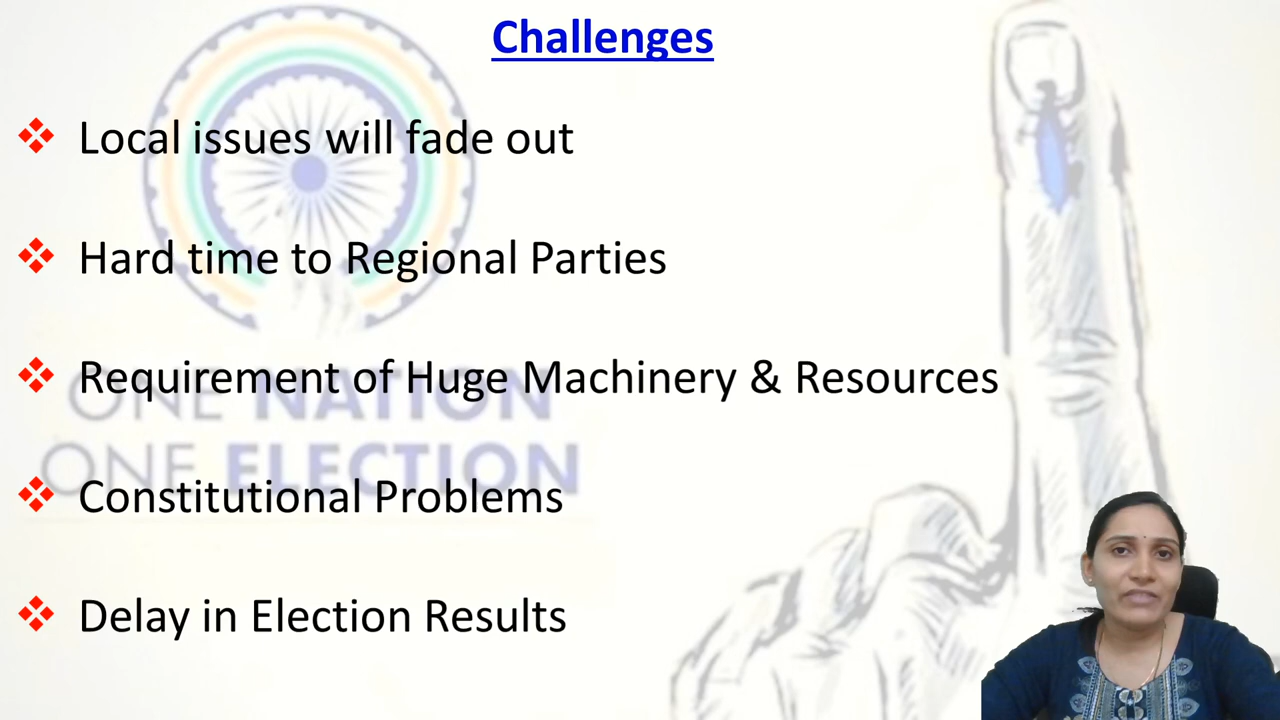 Challenges
Local issues will fade out
Hard time to Regional Parties
Requirement of Huge Machinery & Resources
ONE NATION
ONE ELECTION
Constitutional Problems
Delay in Election Results